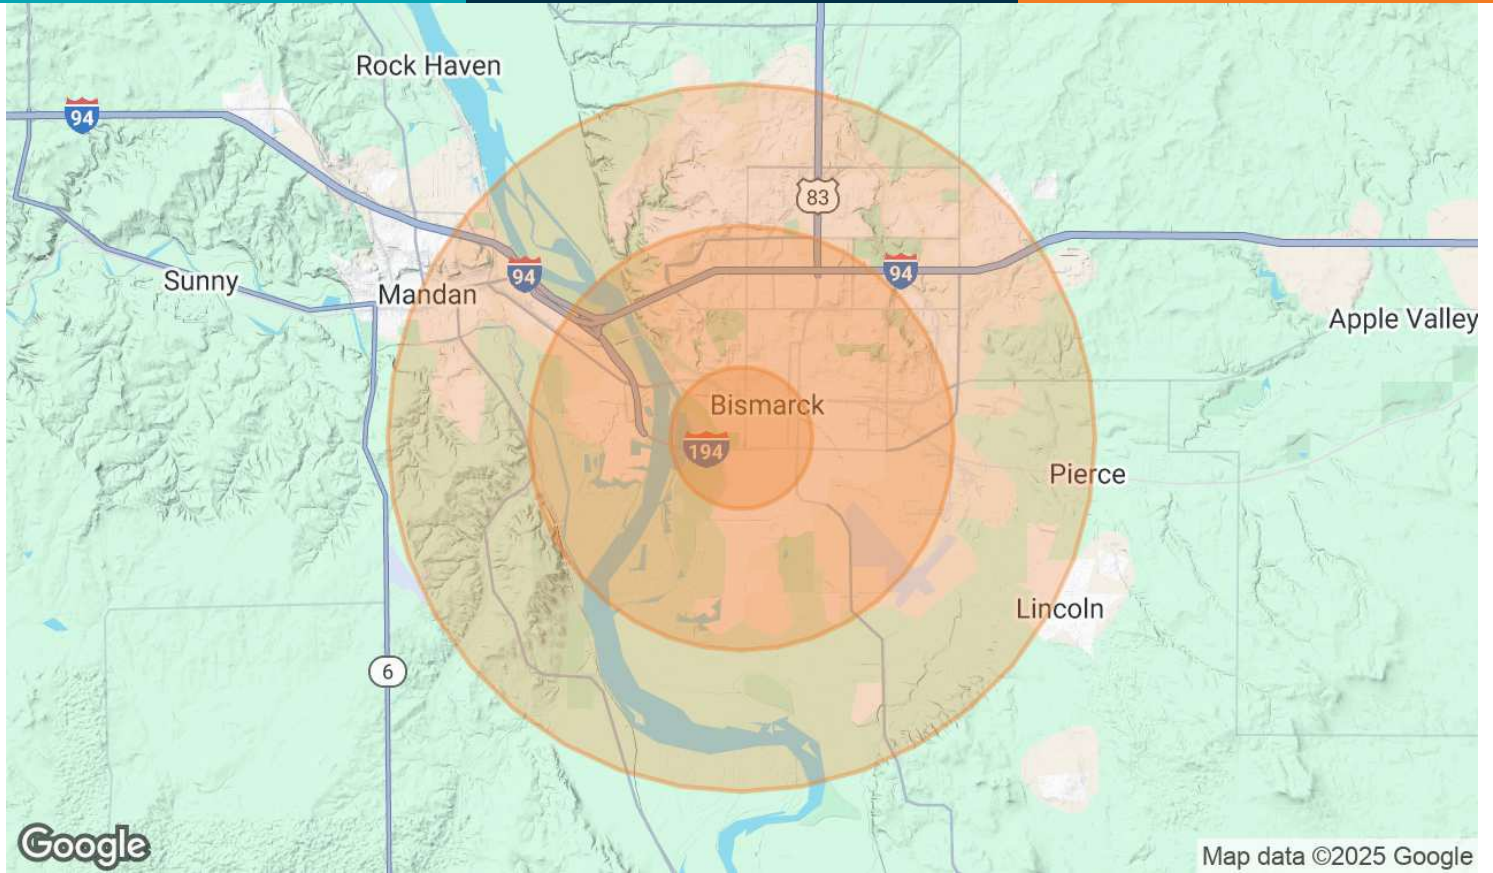 Rock Haven
94
83
94
94
Sunny
Mandan
Apple Valley
Bismarck
194
Pierce
Lincoln
6
Google
Map data ©2025 Google